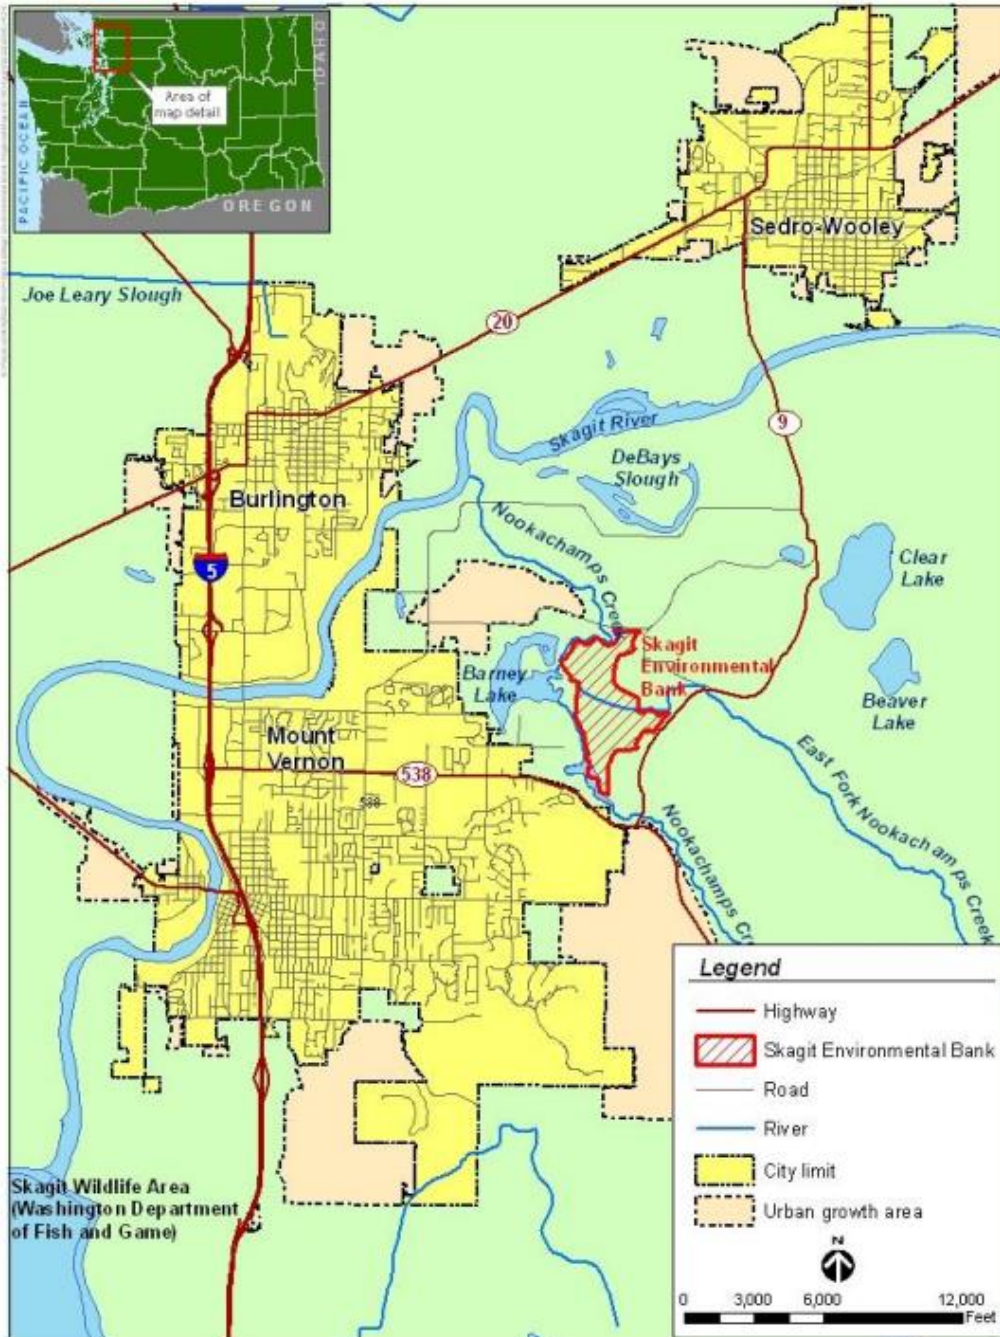 IDAHO
Area of
map detail
PACIFIC OCEAN
OREGON
Sedro-Wooley
Joe Leary Slough
20
Skagit River
9
DeBays
Slough
Burlington
Nookachamps Cree
5
Clear
Lake
Skagit
Environmental
Bank
Barney
Lake
Beaver
Lake
Mount
Vernon
538
538
East Fork Nookachamps Creek
Nookachamps Cr
Skagit Wildlife Area
(Washington Department
of Fish and Game)
Legend
Highway
Skagit Environmental Bank
Road
River
City limit
Urban growth area
N
0 3,000 6,000 12,000
Feet